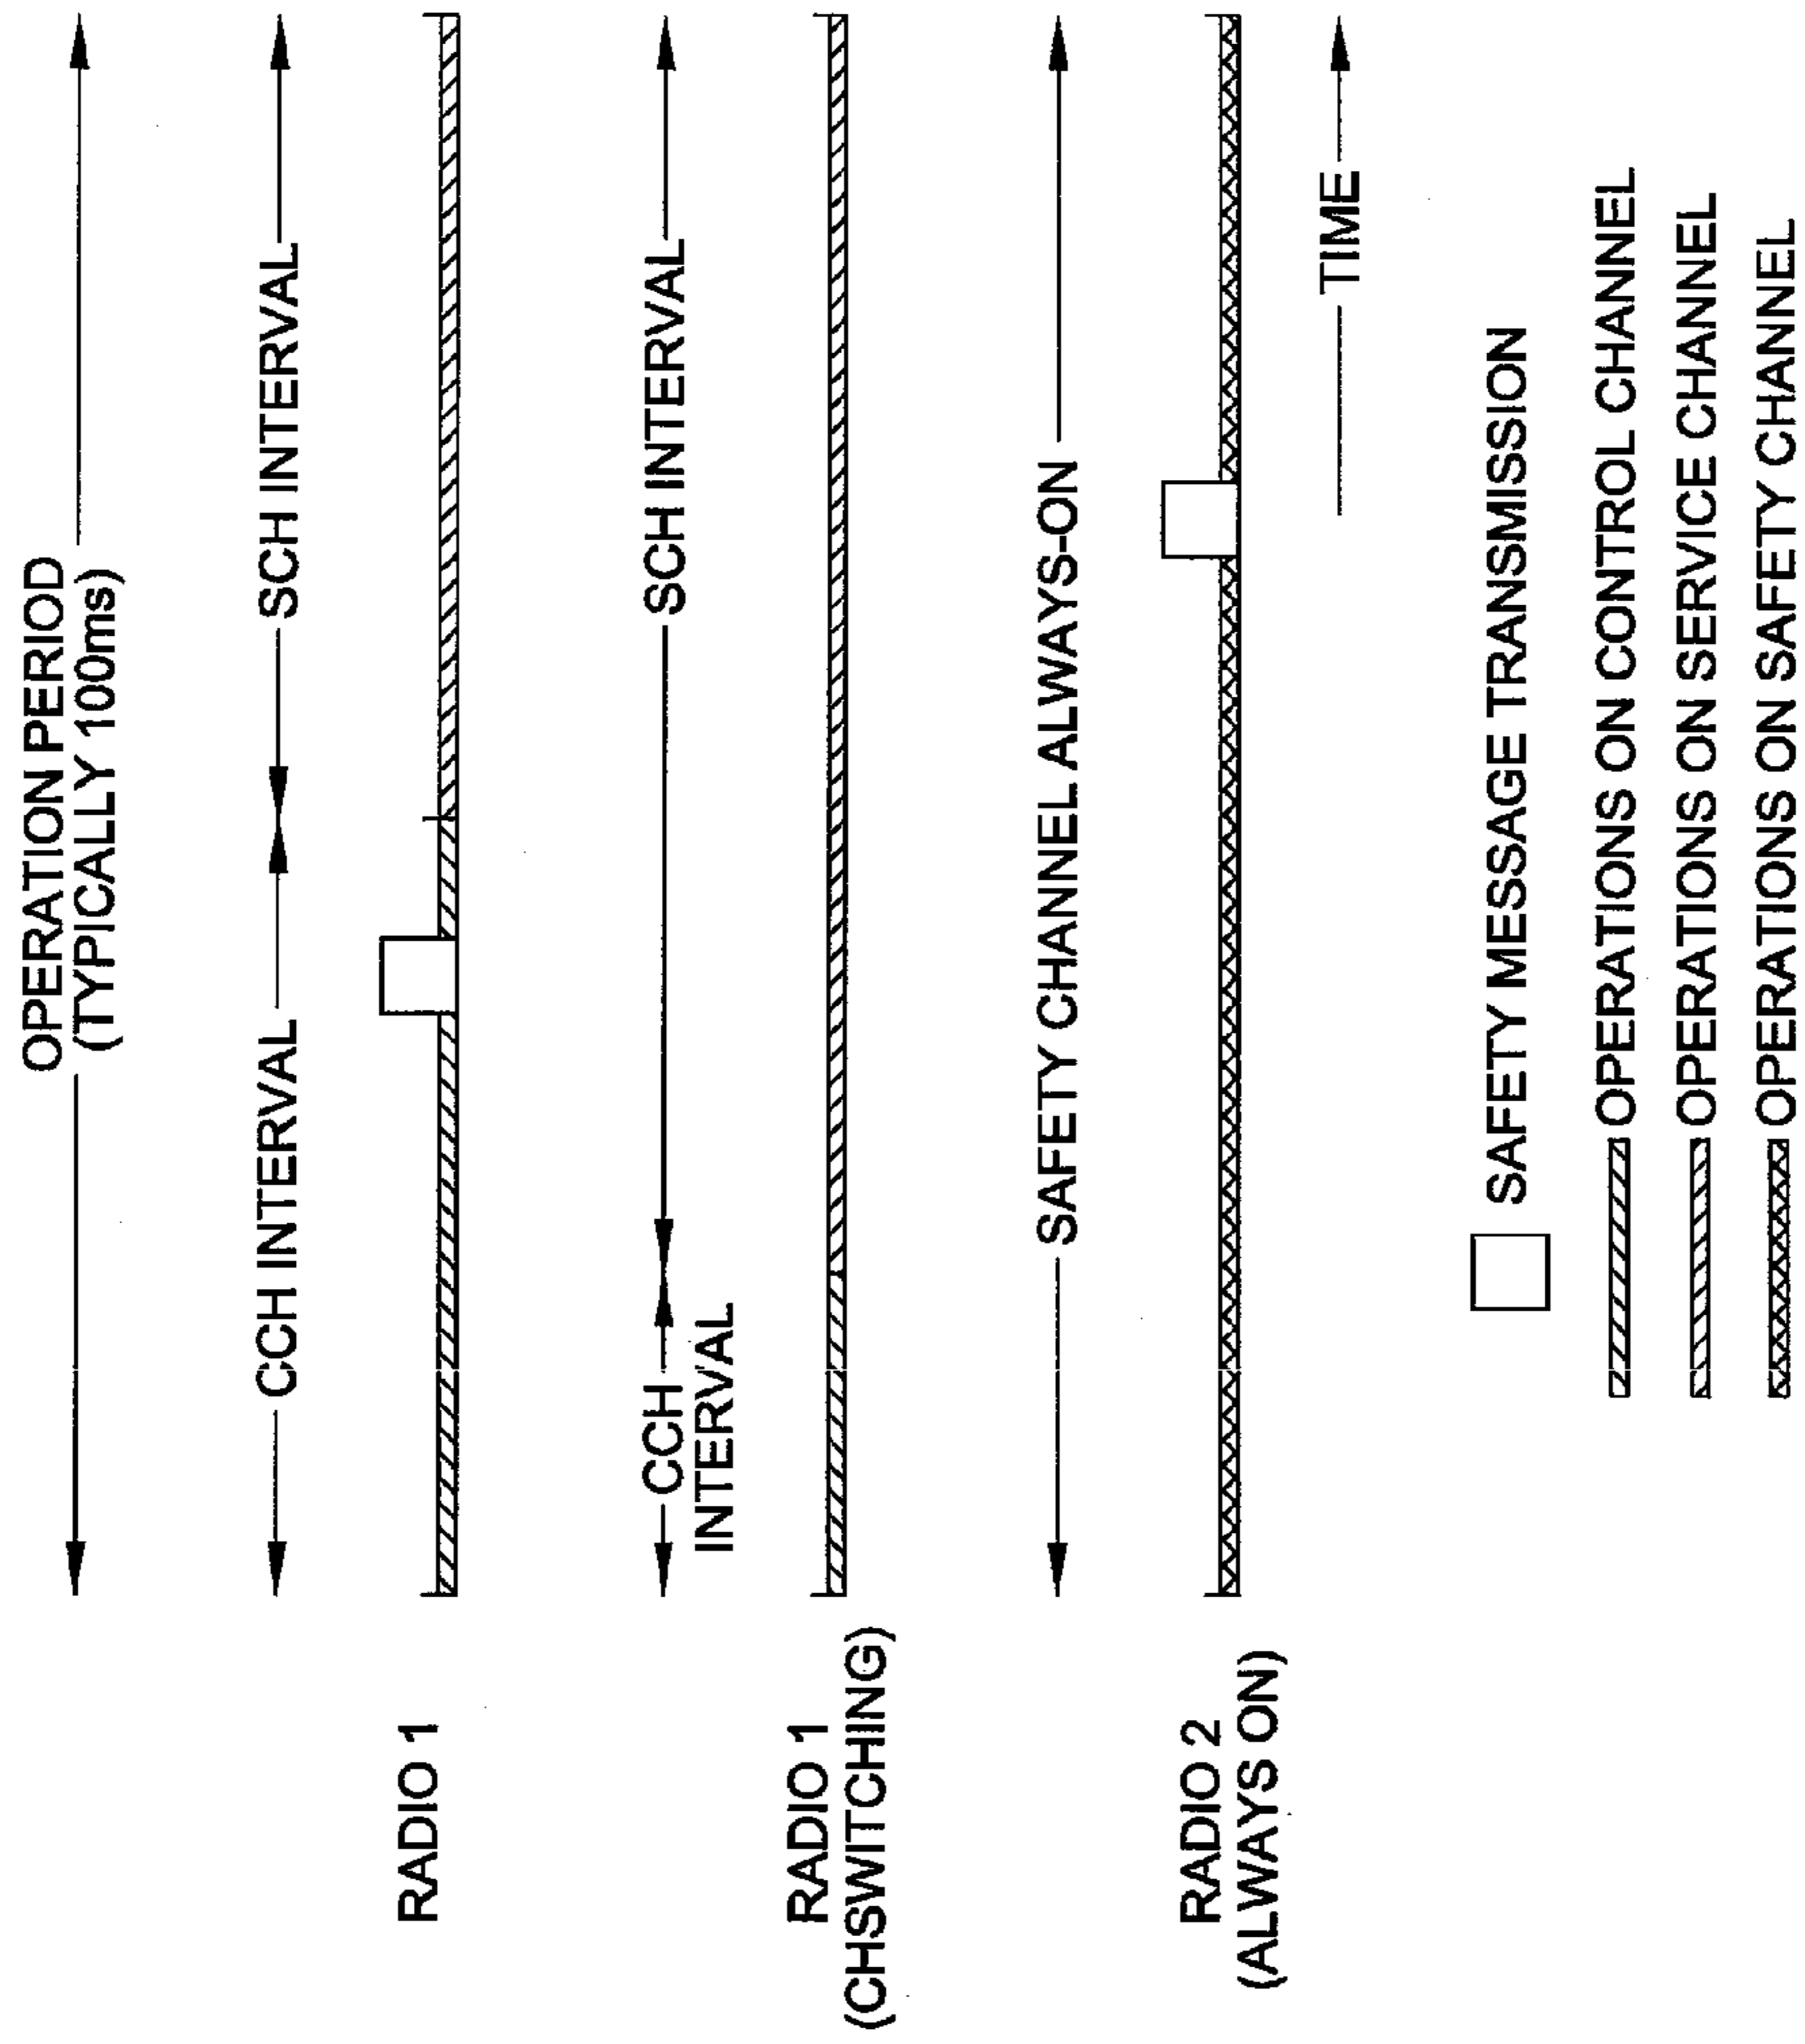 OPERATION PERIOD
(TYPICALLY 100ms)
CCH INTERVAL
SCH INTERVAL
RADIO 1
CCH
INTERVAL
SCH INTERVAL
RADIO 1
(CHSWITCHING)
SAFETY CHANNEL ALWAYS-ON
RADIO 2
(ALWAYS ON)
TIME
SAFETY MESSAGE TRANSMISSION
OPERATIONS ON CONTROL CHANNEL
OPERATIONS ON SERVICE CHANNEL
OPERATIONS ON SAFETY CHANNEL